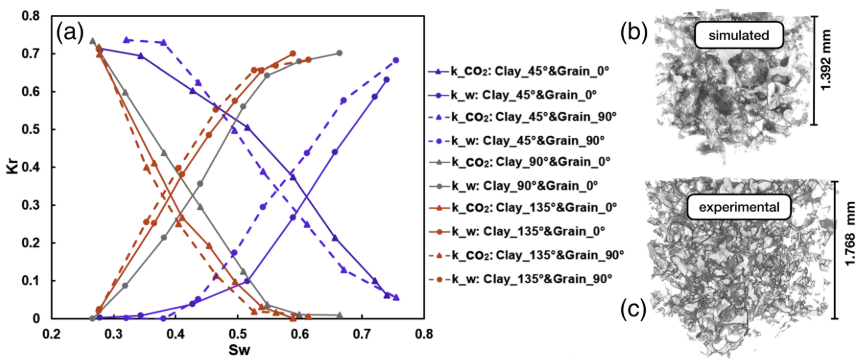 (a)
0.8
0.7
0.6
0.5
0.4
0.3
0.2
0.1
0
Kr
0.2 0.3 0.4 0.5 0.6 0.7 0.8
Sw
k_CO₂: Clay_45°&Grain_0°
k_w: Clay_45°&Grain_0°
k_CO₂: Clay_45°&Grain_90°
k_w: Clay_45°&Grain_90°
k_CO₂: Clay_90°&Grain_0°
k_w: Clay_90°&Grain_0°
k_CO₂: Clay_135°&Grain_0°
k_w: Clay_135°&Grain_0°
k_CO₂: Clay_135°&Grain_90°
k_w: Clay_135°&Grain_90°
(b)
simulated
1.392 mm
experimental
1.768 mm
(c)